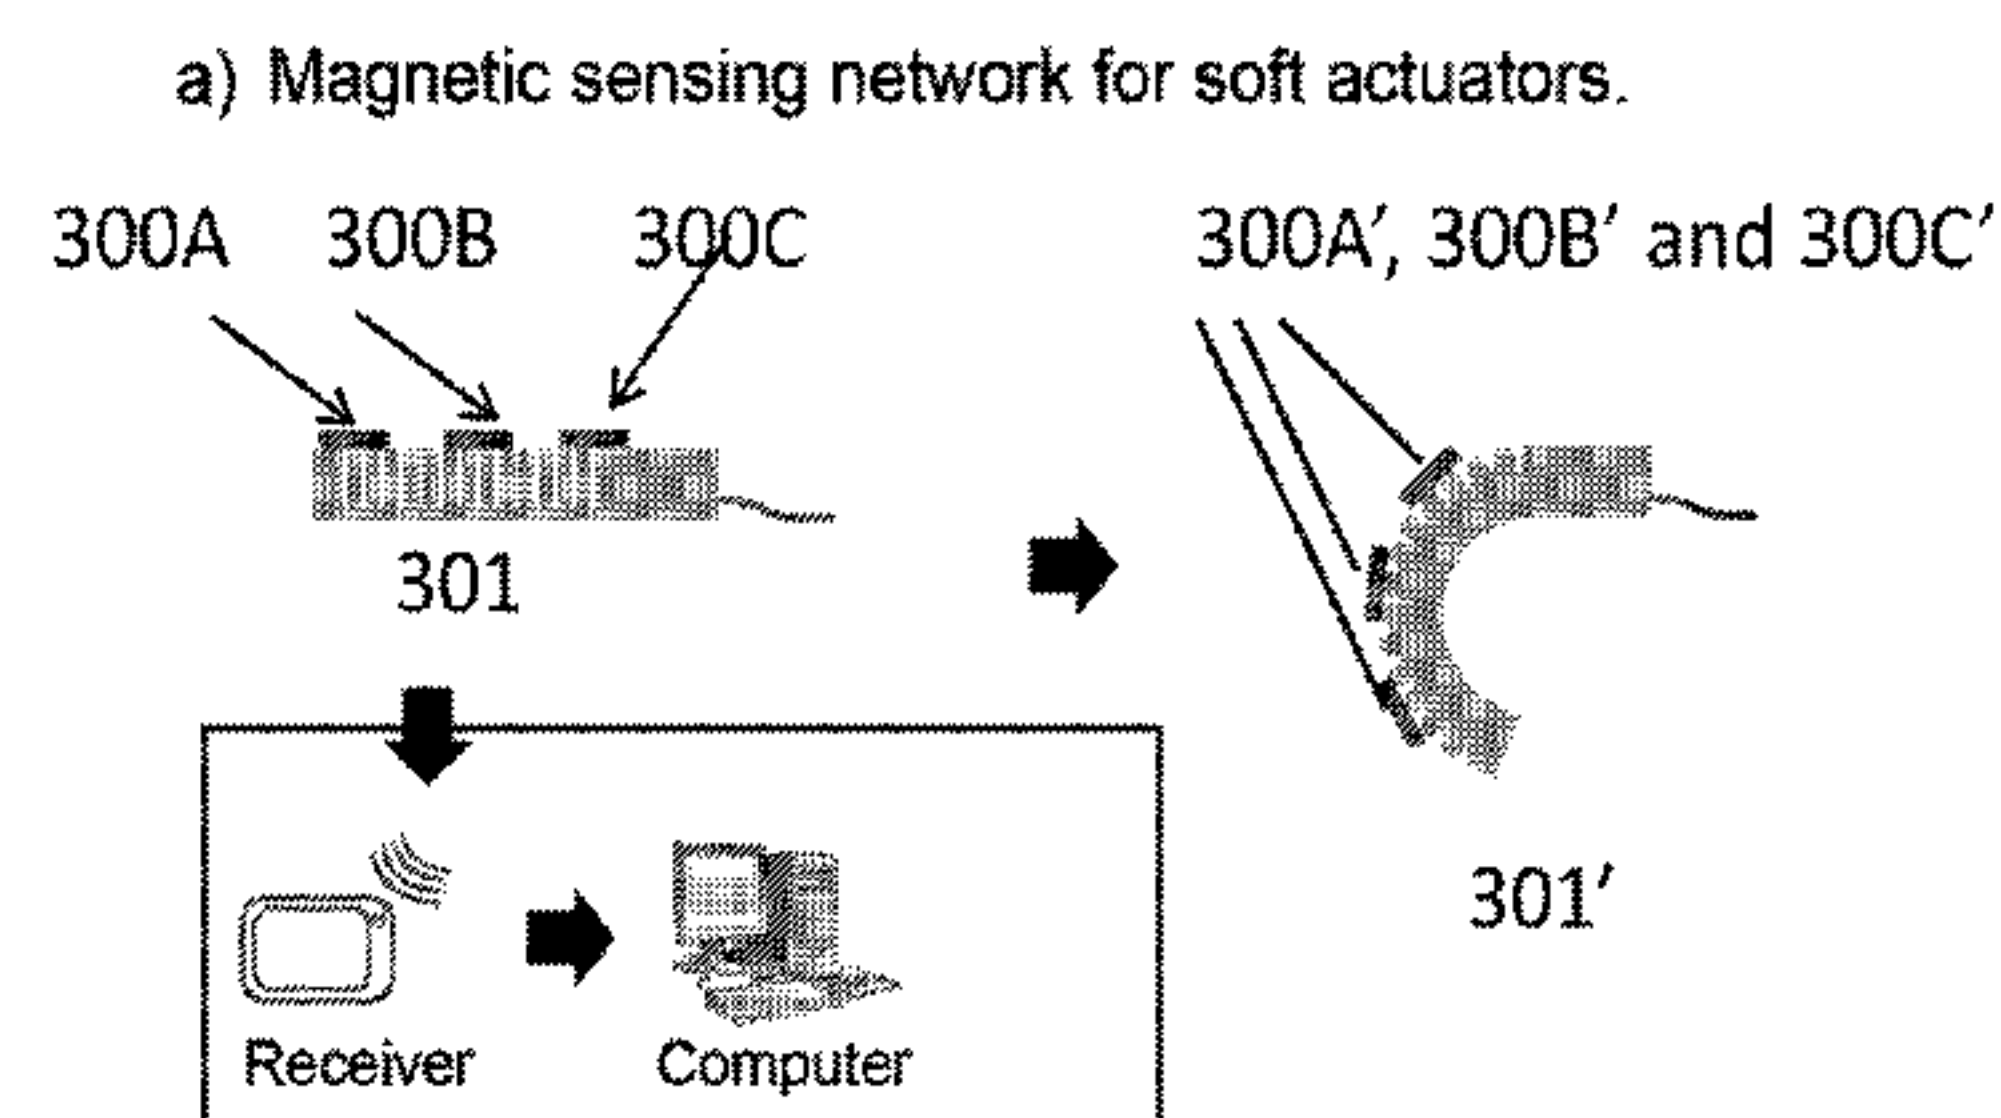 a) Magnetic sensing network for soft actuators.
300A 300B 300C 300A′, 300B′ and 300C′
301
301′
Receiver Computer